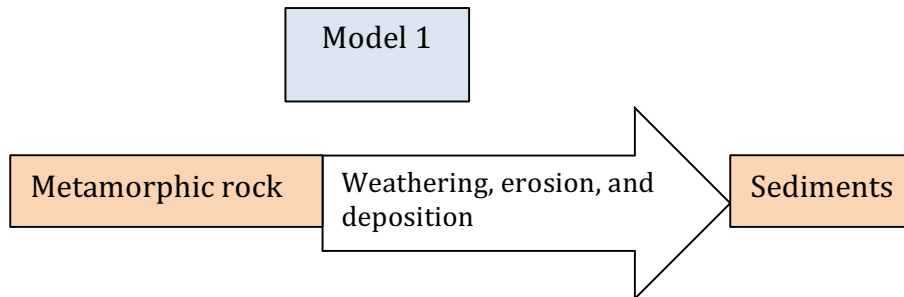 Model 1
Metamorphic rock
Weathering, erosion, and
deposition
Sediments